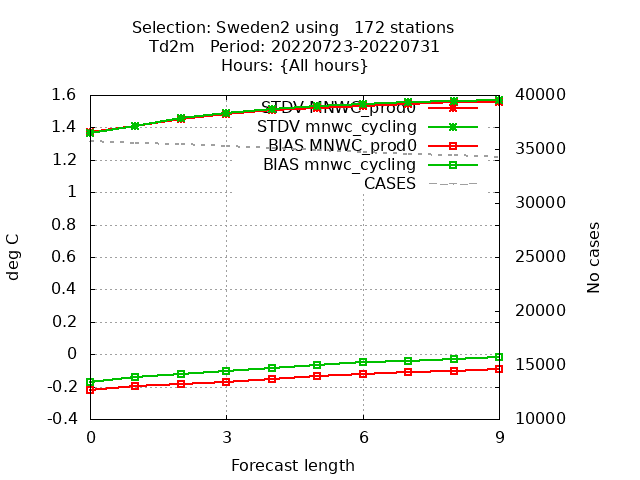 Selection: Sweden2 using   172 stations
Td2m   Period: 20220723-20220731
Hours: {All hours}
STDV MNWC_prod0
STDV mnwc_cycling
BIAS MNWC_prod0
BIAS mnwc_cycling
CASES
deg C
1.6
1.4
1.2
1
0.8
0.6
0.4
0.2
0
-0.2
-0.4
40000
35000
30000
25000
20000
15000
10000
No cases
0 3 6 9
Forecast length